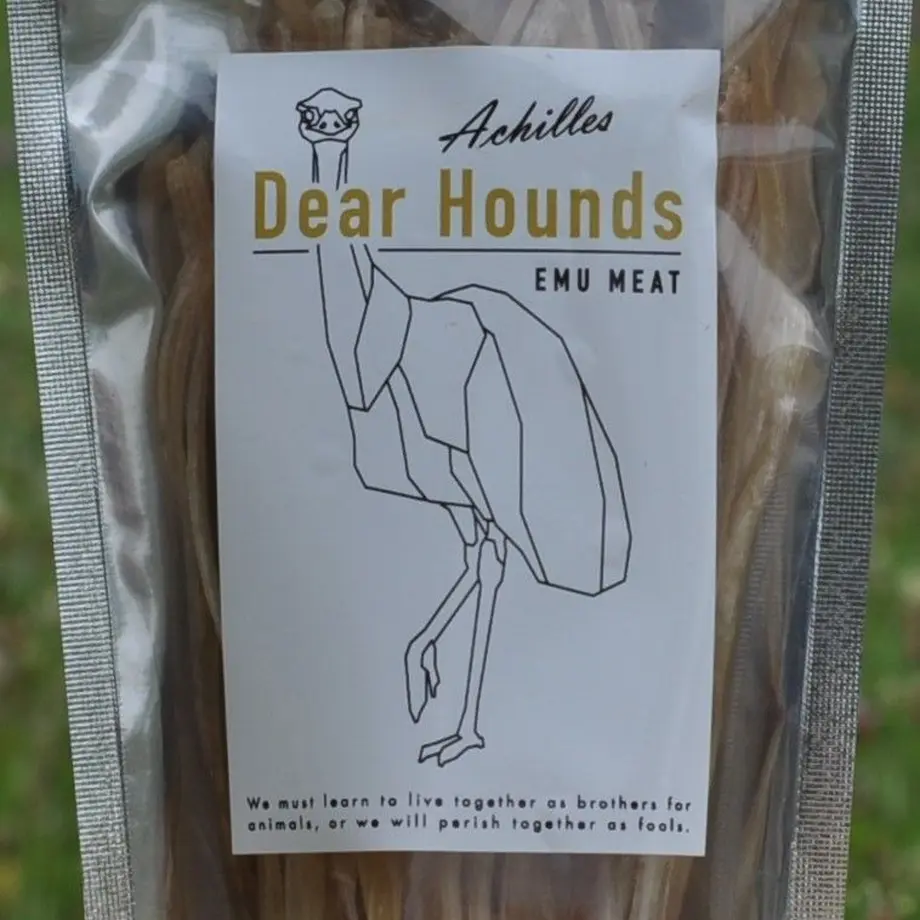 Achilles
Dear Hounds
EMU MEAT
We must learn to live together as brothers for
animals, or we will perish together as fools.